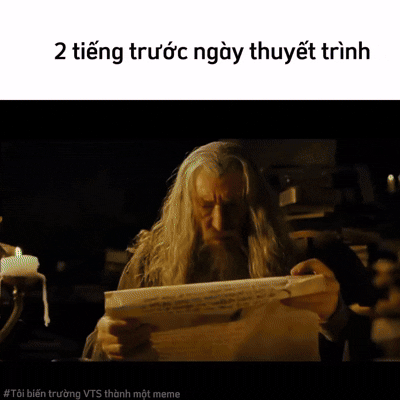 2 tiếng trước ngày thuyết trình
#Tôi biến trường VTS thành một meme